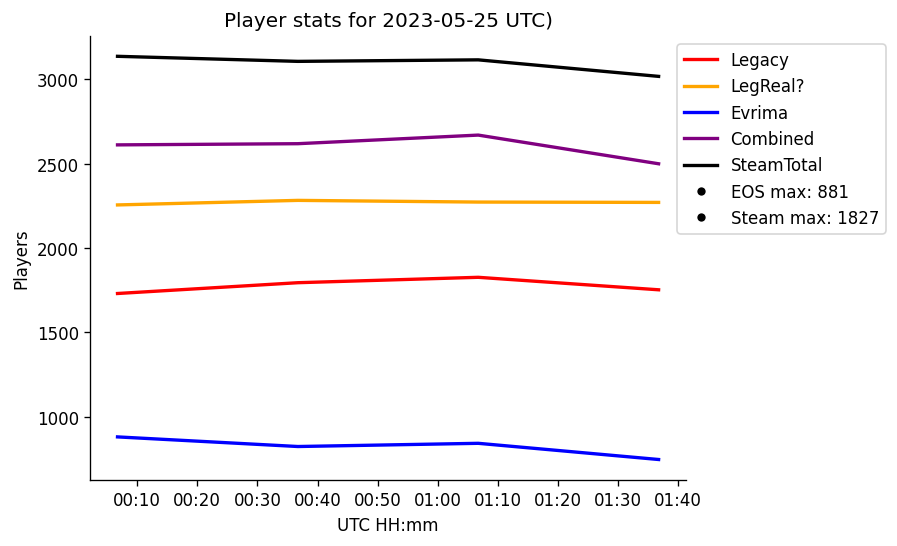 Player stats for 2023-05-25 UTC)
Legacy
LegReal?
Evrima
Combined
SteamTotal
EOS max: 881
Steam max: 1827
Players
3000
2500
2000
1500
1000
00:10 00:20 00:30 00:40 00:50 01:00 01:10 01:20 01:30 01:40
UTC HH:mm